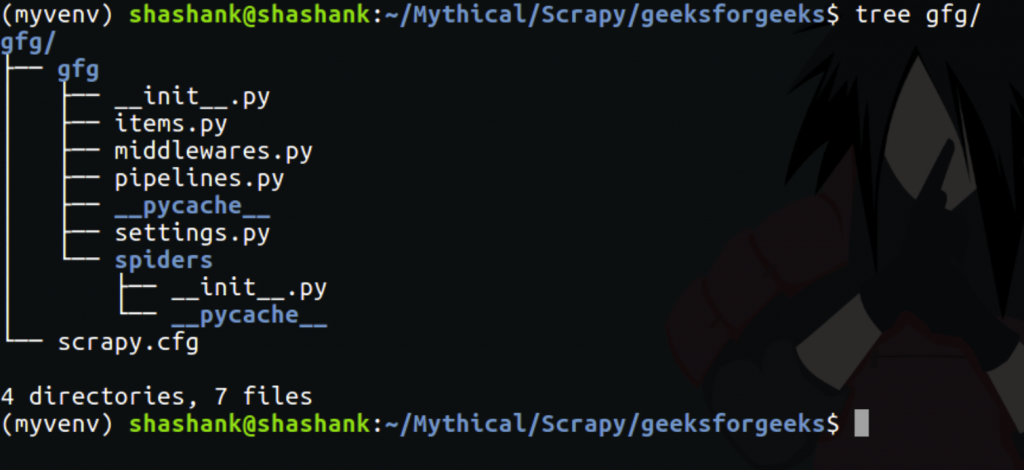 (myvenv) shashank@shashank:~/Mythical/Scrapy/geeksforgeeks$ tree gfg/
gfg/
├── gfg
│   ├── __init__.py
│   ├── items.py
│   ├── middlewares.py
│   ├── pipelines.py
│   ├── __pycache__
│   ├── settings.py
│   └── spiders
│       ├── __init__.py
│       └── __pycache__
└── scrapy.cfg
4 directories, 7 files
(myvenv) shashank@shashank:~/Mythical/Scrapy/geeksforgeeks$